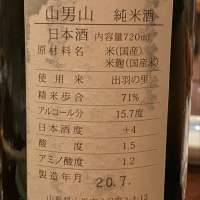 山男山 純米酒
日本酒 内容量720ml
原材料名 米(国産)
米麹(国産米)
使用米 出羽の里
精米歩合 71%
アルコール分 15.7度
日本酒度 +4
酸度 1.5
アミノ酸度 1.2
製造年月 20.7.